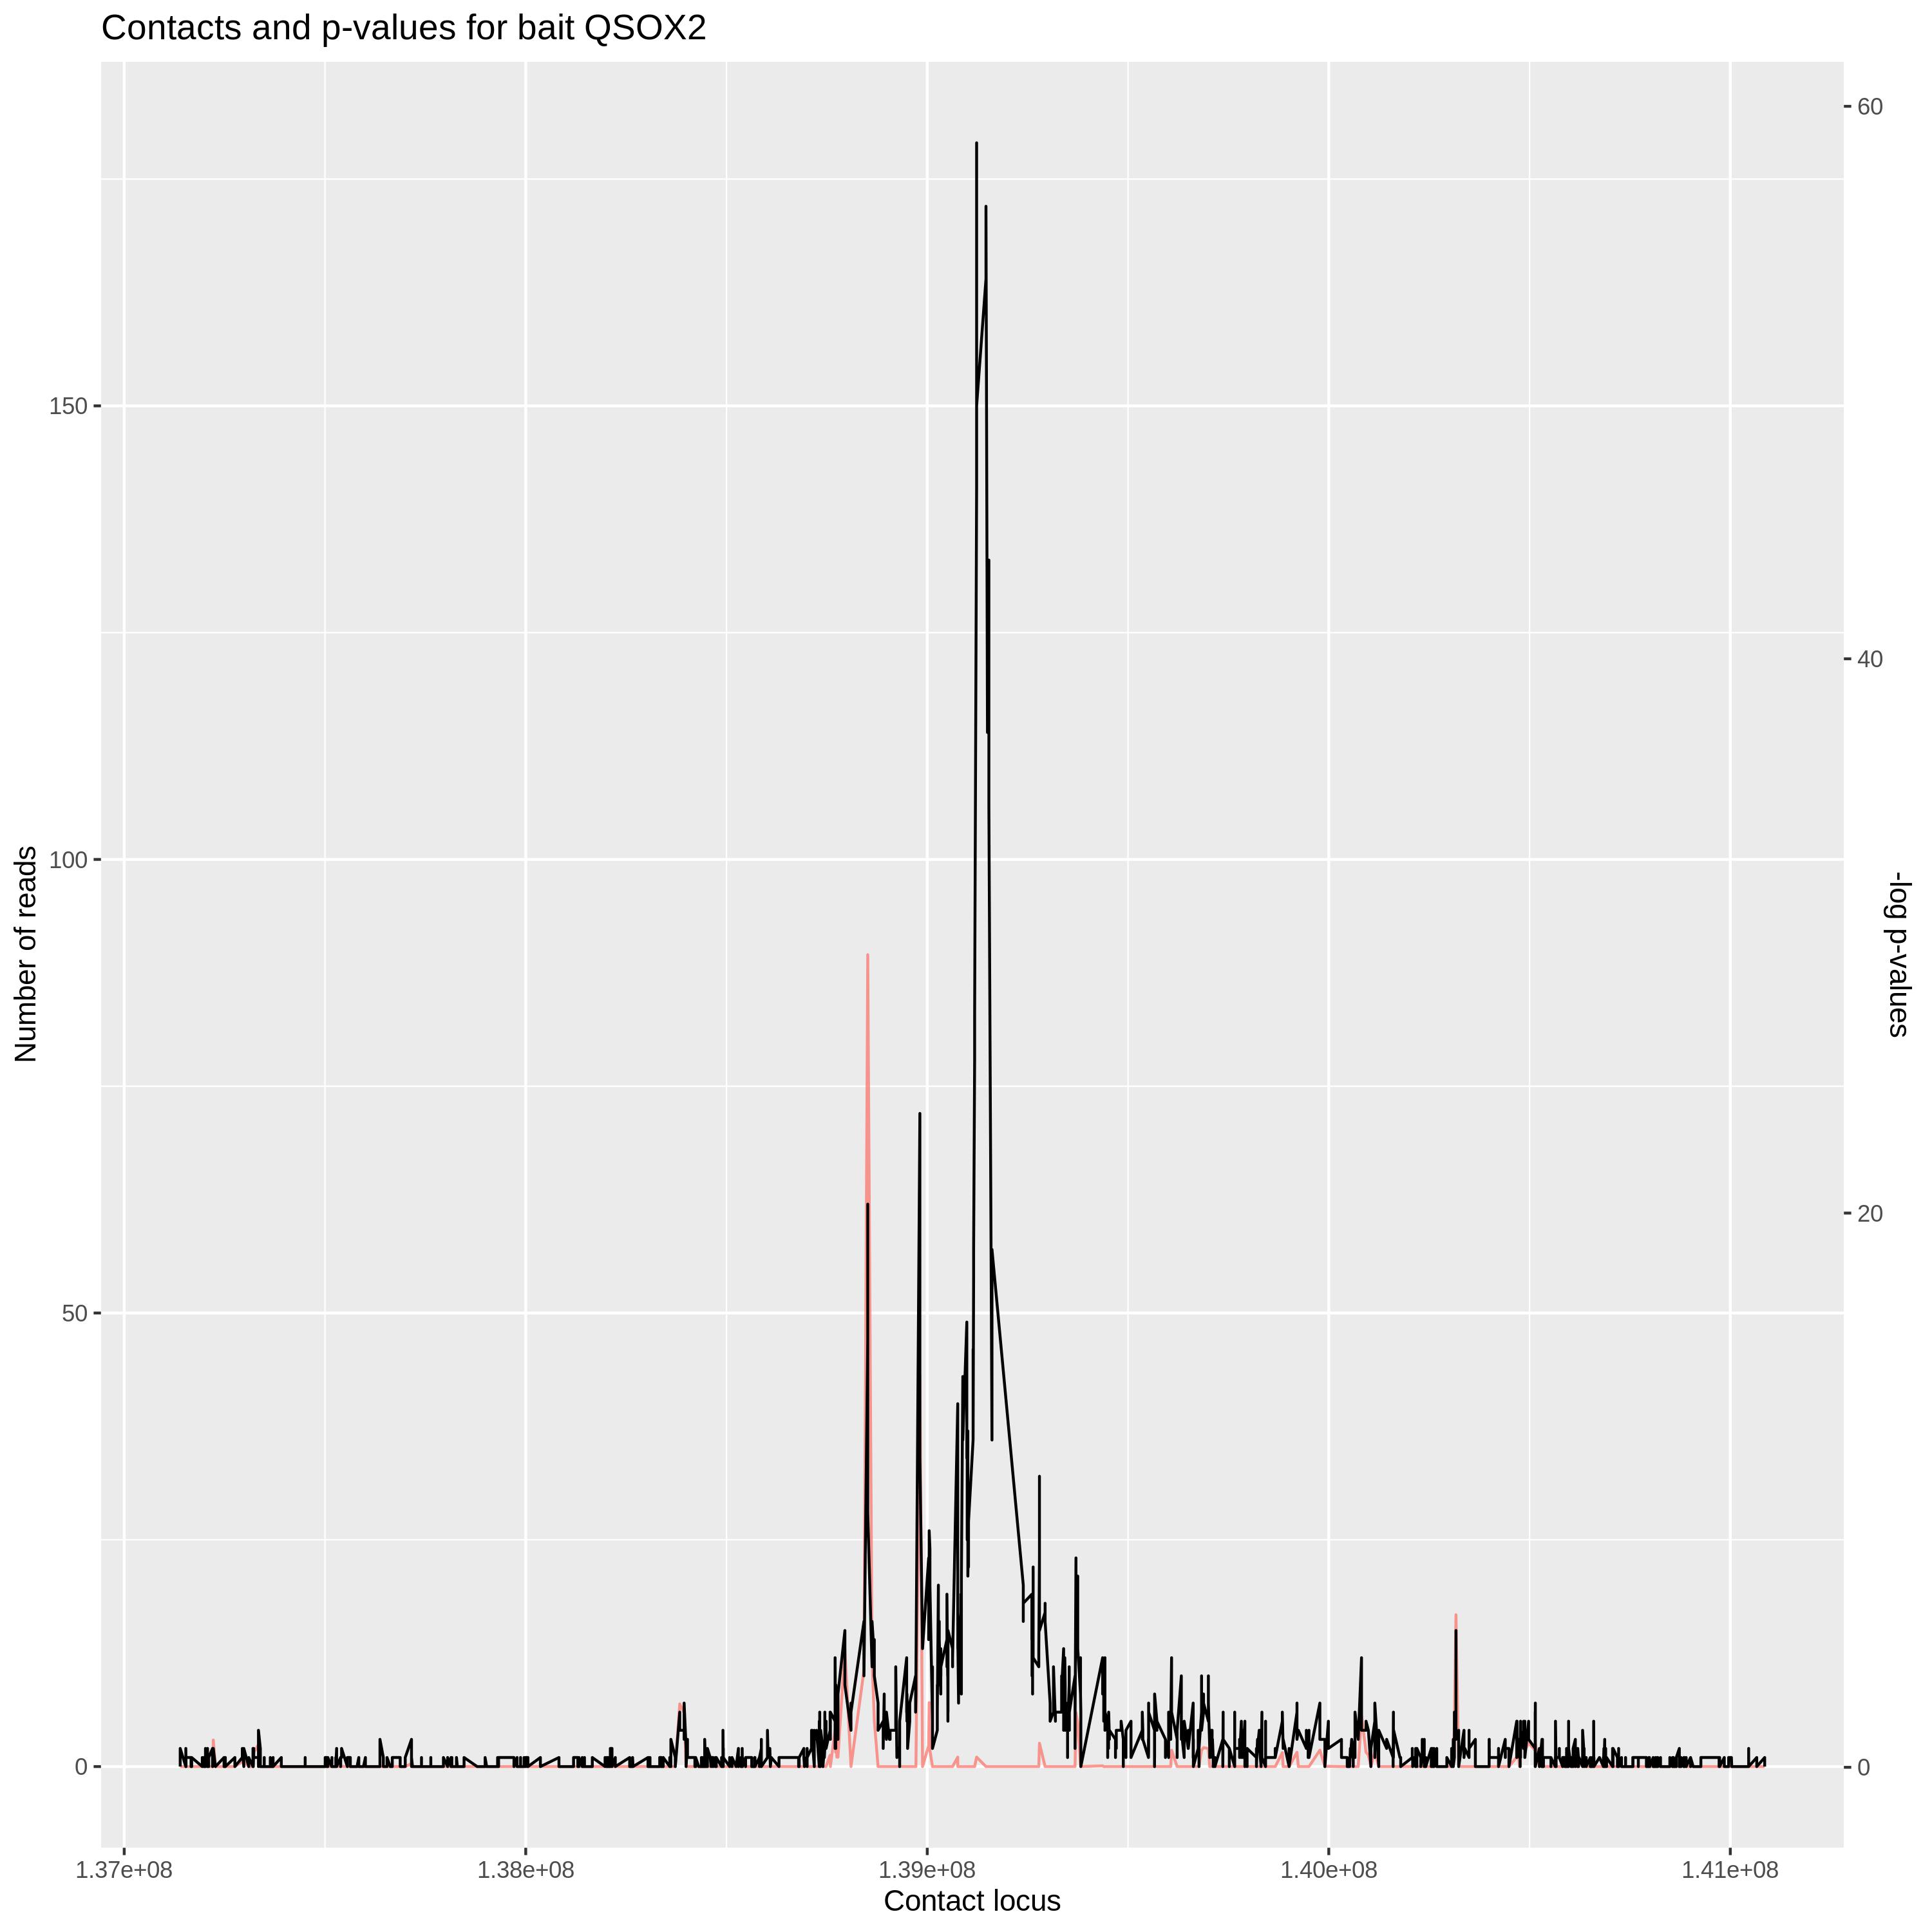 Contacts and p-values for bait QSOX2
Number of reads
150
100
50
0
60
40
20
0
-log p-values
1.37e+08 1.38e+08 1.39e+08 1.40e+08 1.41e+08
Contact locus